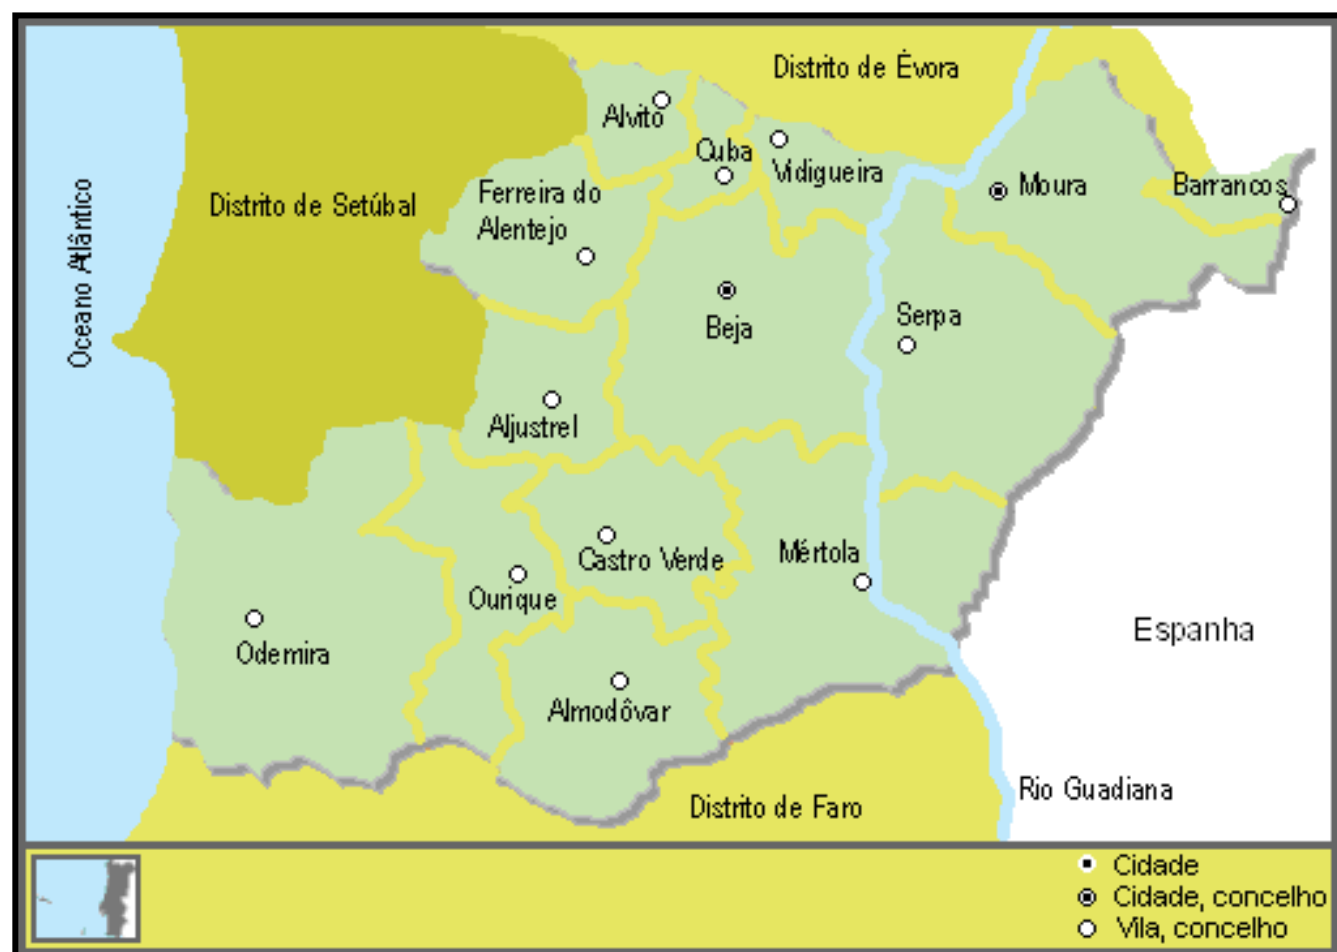 Distrito de Évora
Alvito
Cuba
Vidigueira
Ferreira do
Alentejo
Moura
Barrancos
Distrito de Setúbal
Oceano Atlântico
Beja
Serpa
Aljustrel
Castro Verde
Mértola
Ourique
Odemira
Espanha
Almodôvar
Rio Guadiana
Distrito de Faro
Cidade
Cidade, concelho
Vila, concelho